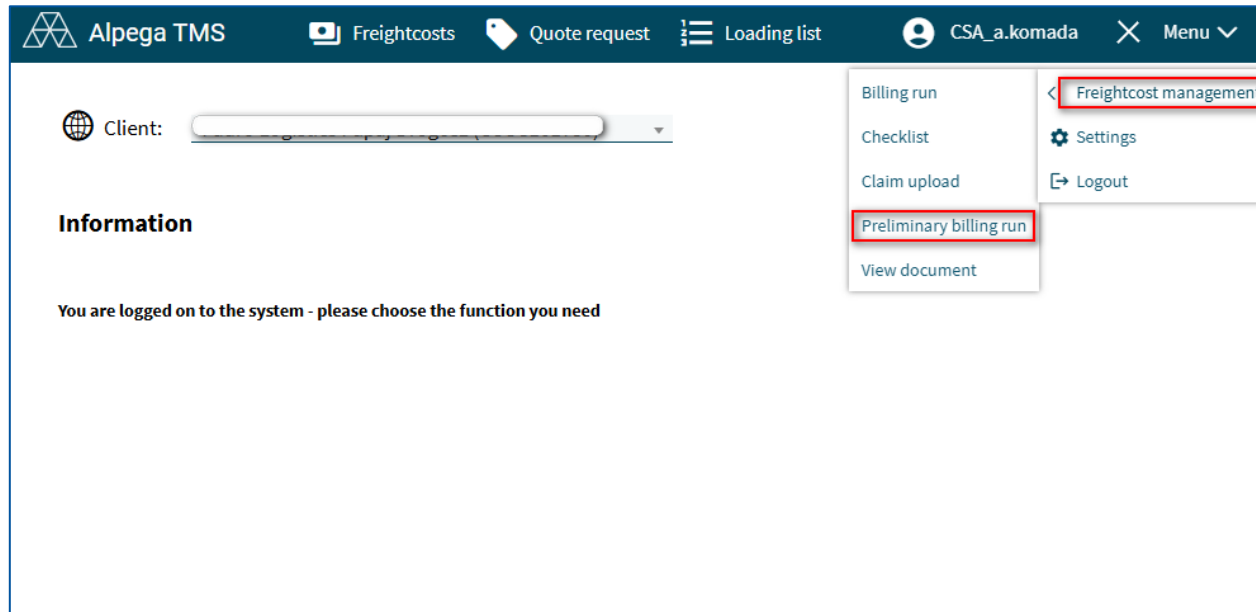 Alpega TMS Freightcosts Quote request Loading list CSA_a.komada Menu
Billing run
Freightcost management
Client:
Checklist
Settings
Claim upload
Logout
Information
Preliminary billing run
View document
You are logged on to the system - please choose the function you need